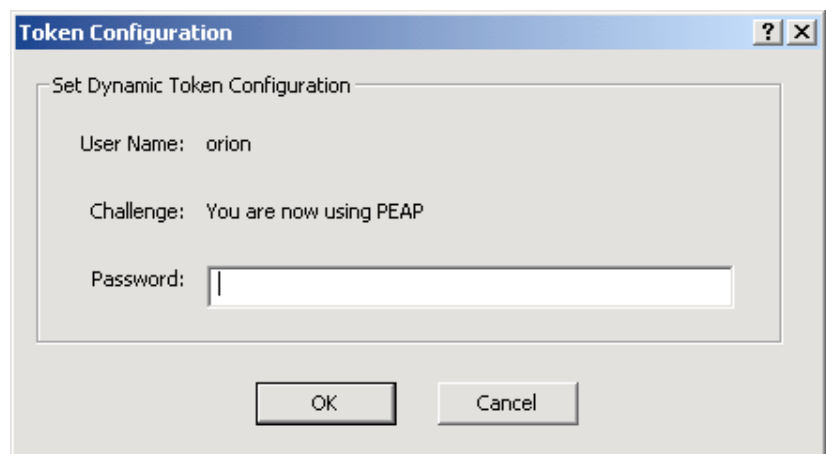 Token Configuration
Set Dynamic Token Configuration
User Name: orion
Challenge: You are now using PEAP
Password:
OK Cancel